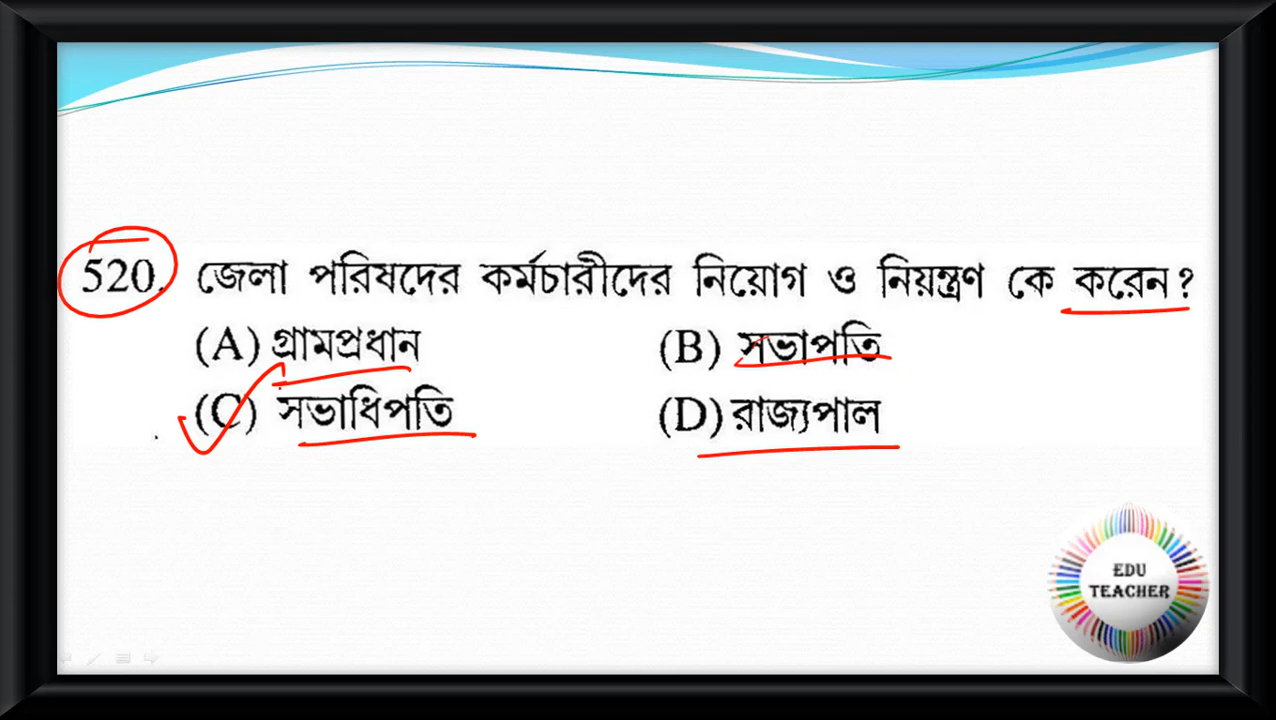 520. জেলা পরিষদের কর্মচারীদের নিয়োগ ও নিয়ন্ত্রণ কে করেন?
(A) গ্রামপ্রধান (B) সভাপতি
(C) সভাধিপতি (D) রাজ্যপাল
EDU
TEACHER